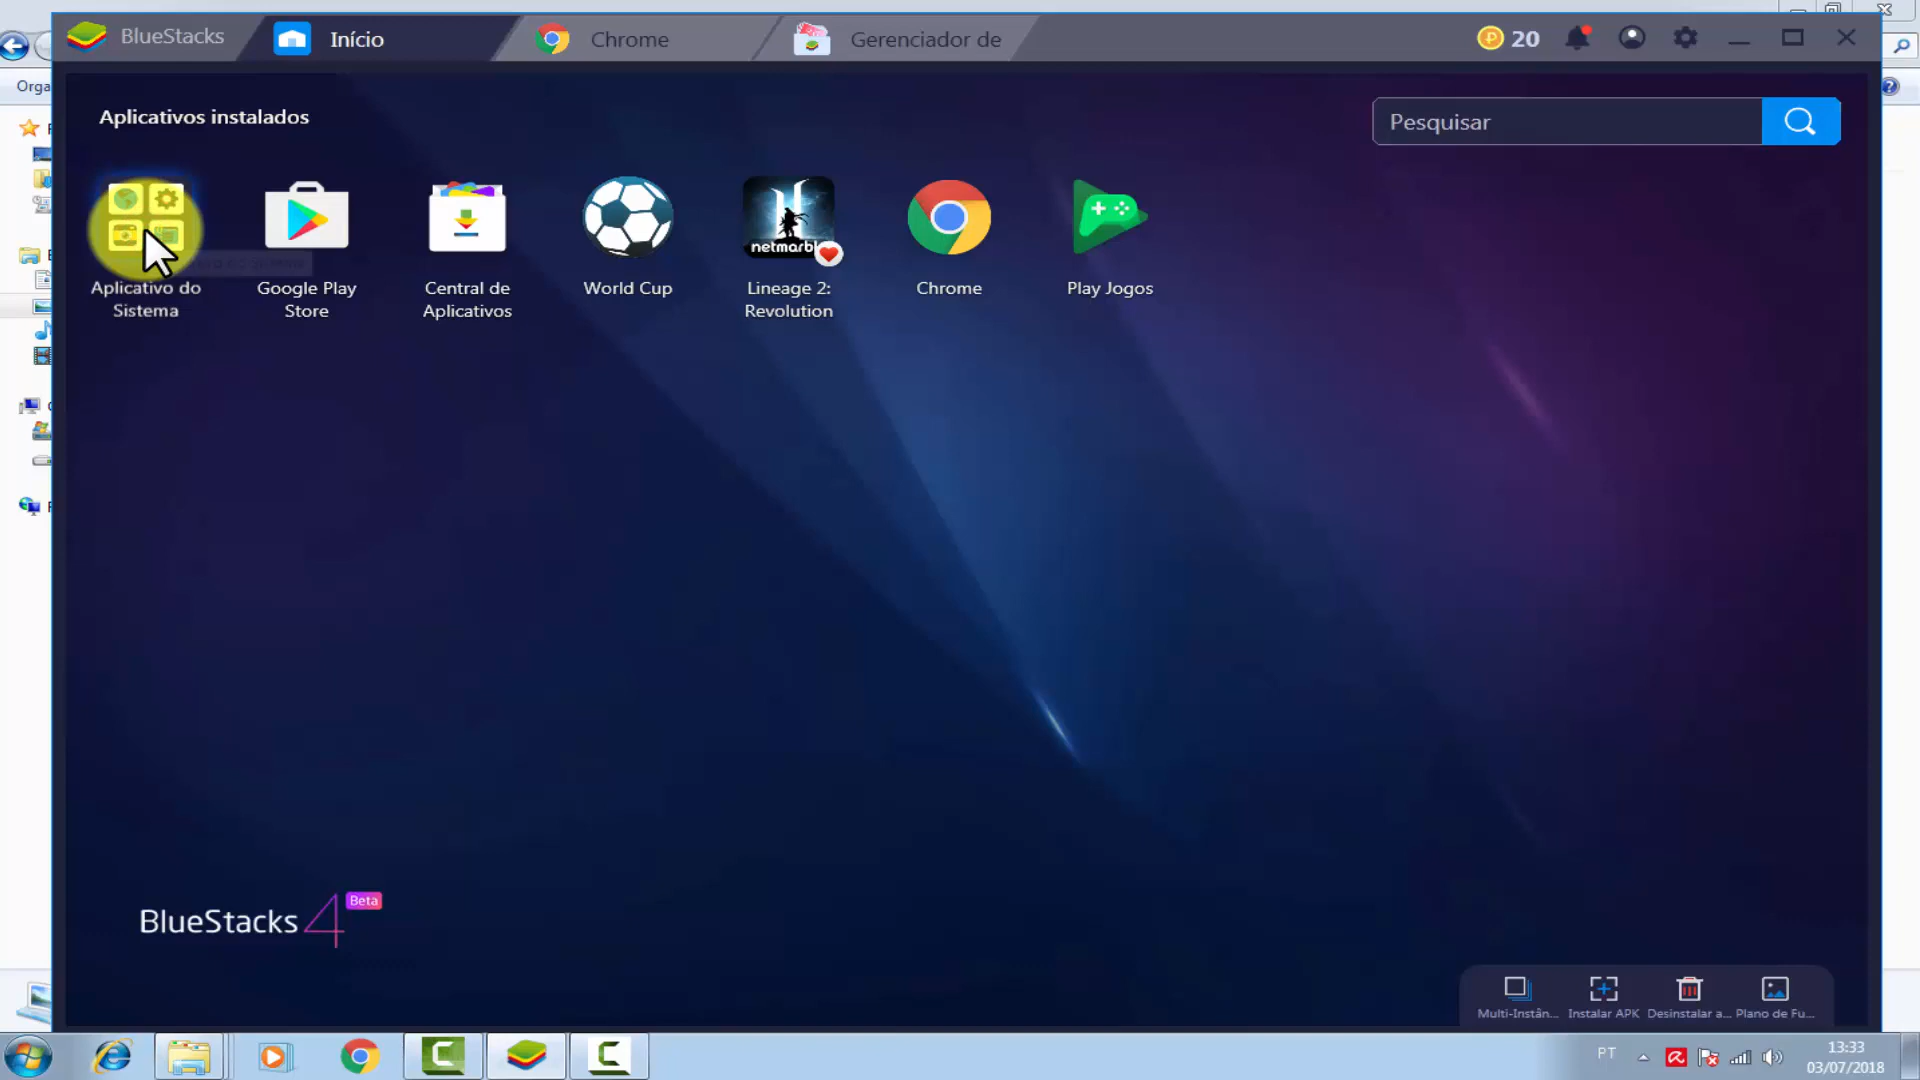 BlueStacks
Início
Chrome
Gerenciador de
20
Orga
Aplicativos instalados
Pesquisar
netmarbl
Aplicativo do
Sistema
Google Play
Store
Central de
Aplicativos
World Cup
Lineage 2:
Revolution
Chrome
Play Jogos
BlueStacks 4
Beta
Multi-Instân...
Instalar APK
Desinstalar a...
Plano de Fu...
PT
13:33
03/07/2018